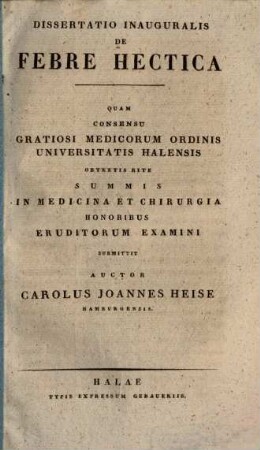 DISSERTATIO INAUGURALIS
DE
FEBRE HECTICA
QUAM
CONSENSU
GRATIOSI MEDICORUM ORDINIS
UNIVERSITATIS HALENSIS
OBTENTIS RITE
SUMMIS
IN MEDICINA ET CHIRURGIA
HONORIBUS
ERUDITORUM EXAMINI
SUBMITTIT
AUCTOR
CAROLUS JOANNES HEISE
HAMBURGENSIS.
HALAE
TYPIS EXPRESSUM GEBAUERIIS.